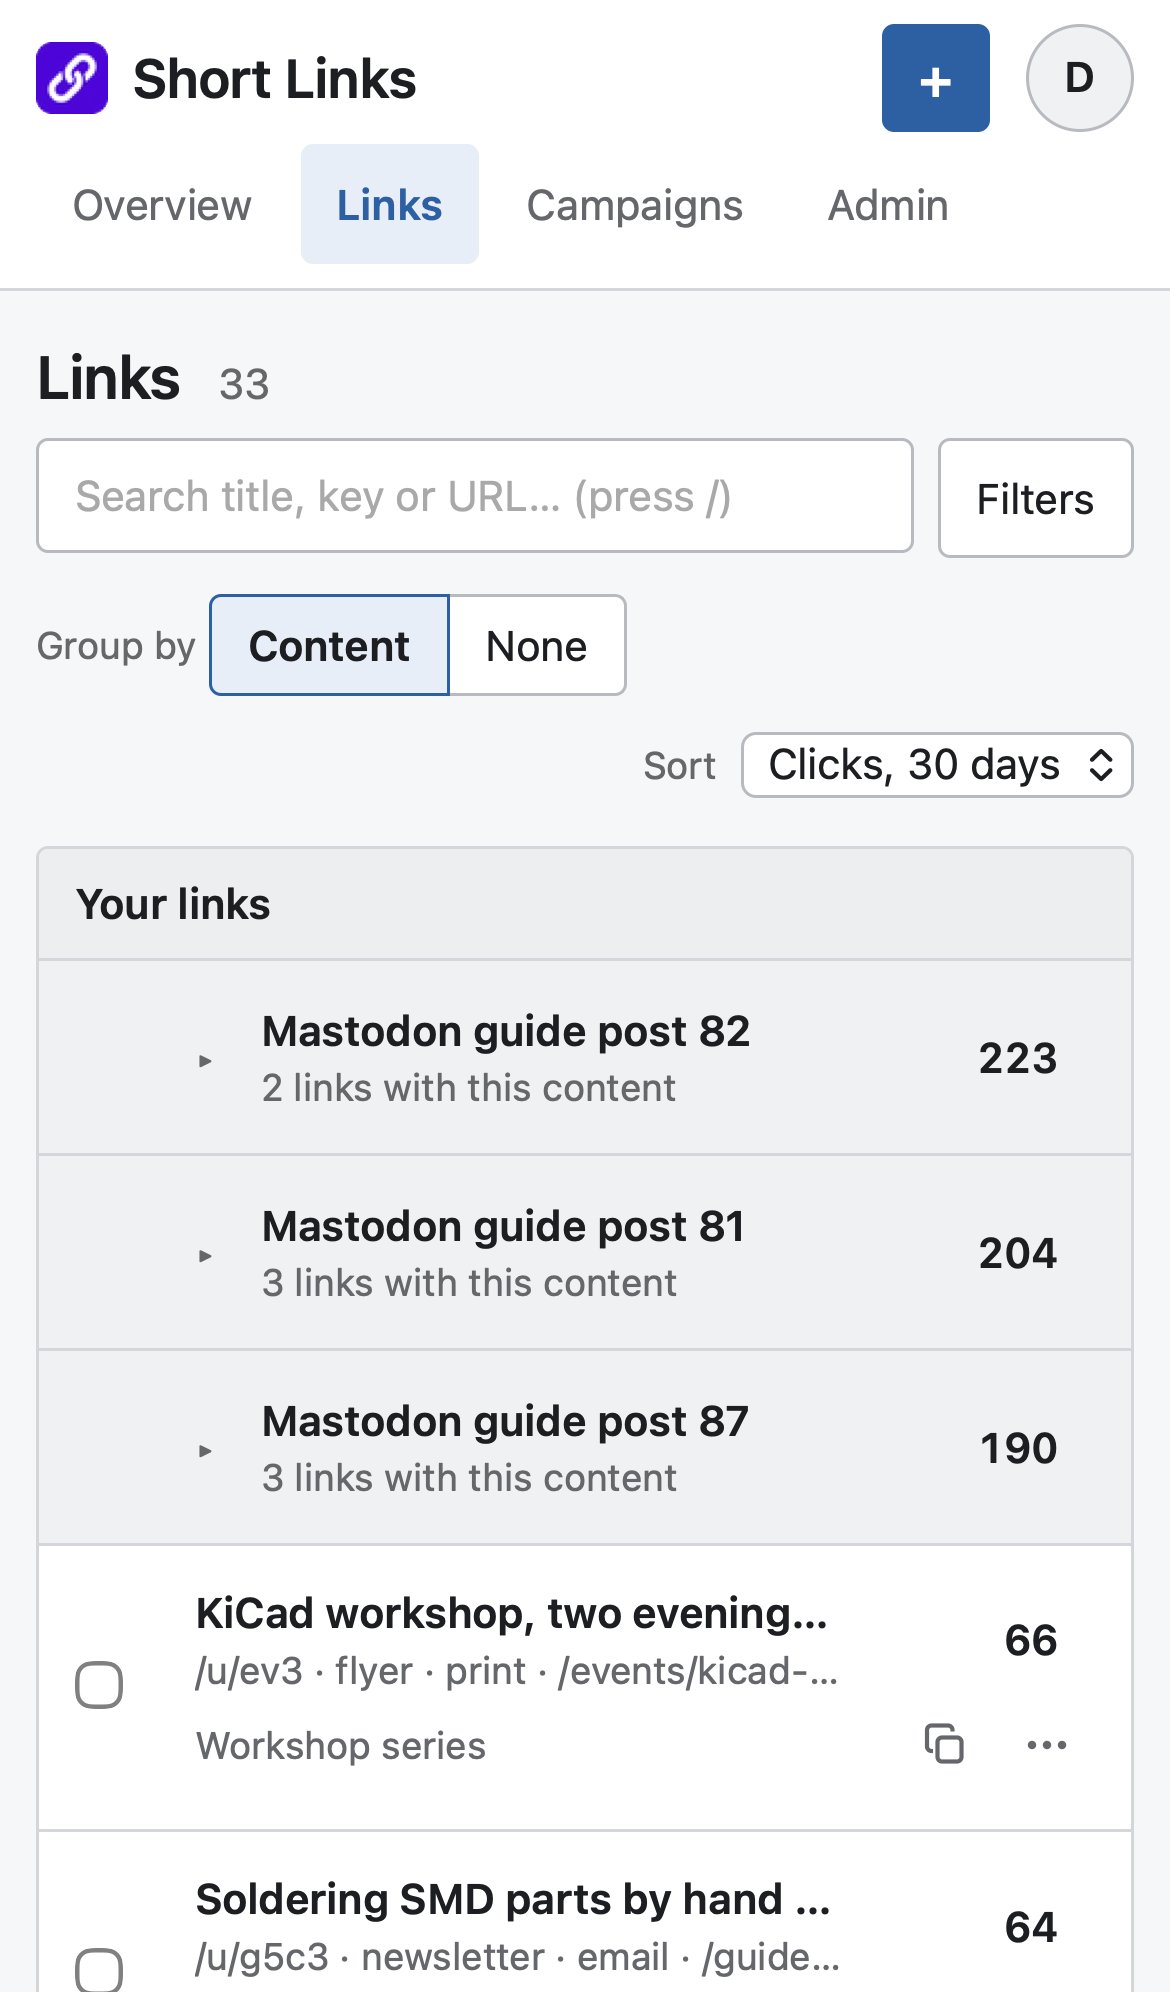 Short Links
+
D
Overview Links Campaigns Admin
Links 33
Search title, key or URL... (press /)
Filters
Group by Content None
Sort Clicks, 30 days
Your links
Mastodon guide post 82
2 links with this content
223
Mastodon guide post 81
3 links with this content
204
Mastodon guide post 87
3 links with this content
190
KiCad workshop, two evening...
66
/u/ev3 · flyer · print · /events/kicad-...
Workshop series
Soldering SMD parts by hand ...
64
/u/g5c3 · newsletter · email · /guide...